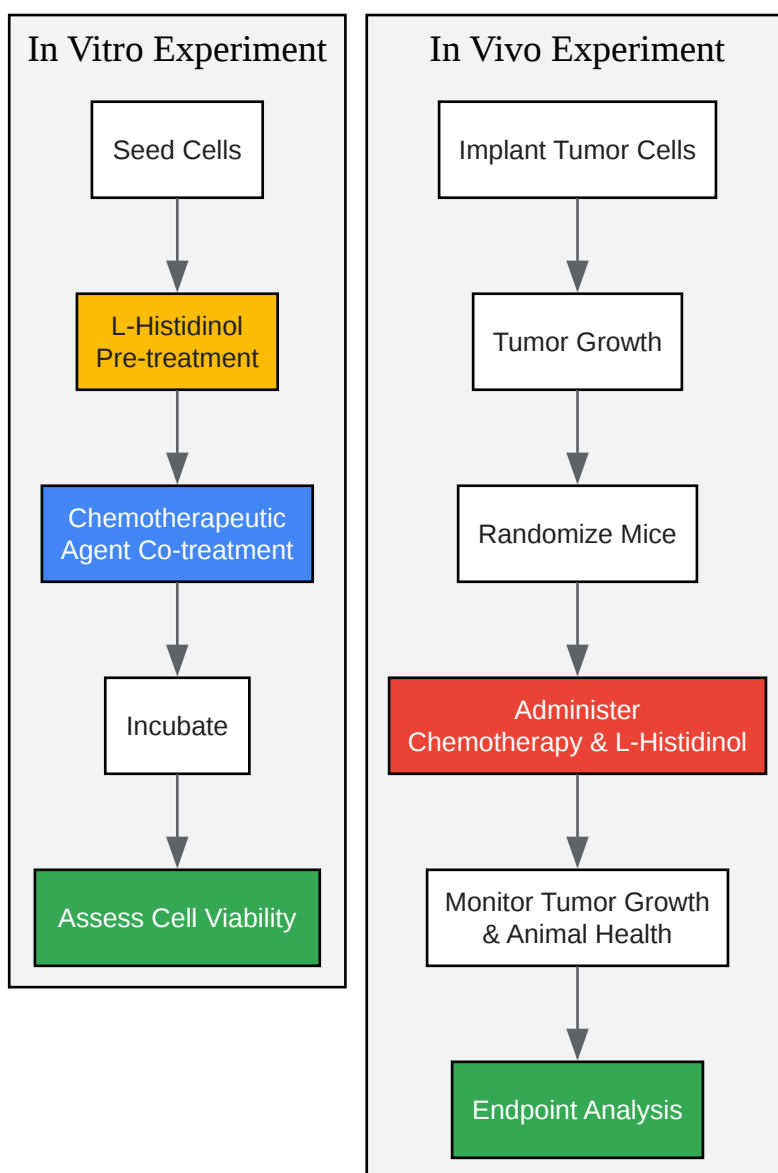 In Vitro Experiment
Seed Cells
L-Histidinol
Pre-treatment
Chemotherapeutic
Agent Co-treatment
Incubate
Assess Cell Viability
In Vivo Experiment
Implant Tumor Cells
Tumor Growth
Randomize Mice
Administer
Chemotherapy & L-Histidinol
Monitor Tumor Growth
& Animal Health
Endpoint Analysis